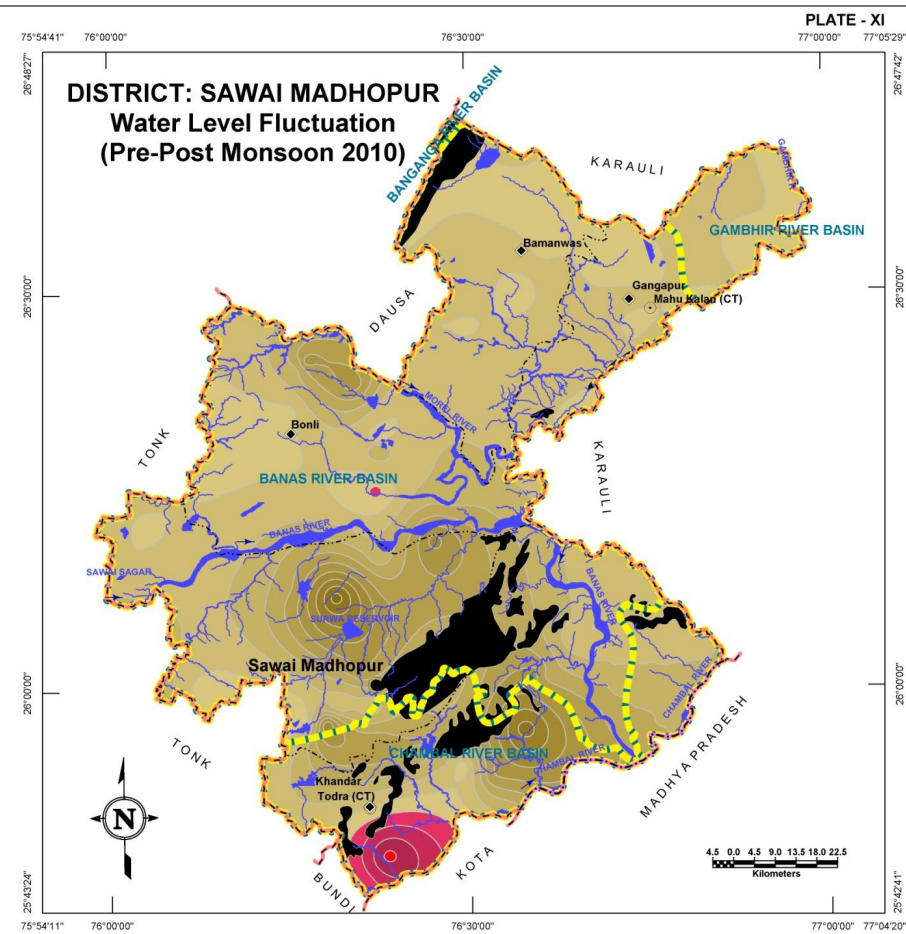 PLATE - XI
75°54'41"
76°00'00"
76°30'00"
77°00'00"
77°05'29"
26°48'27"
26°47'42"
DISTRICT: SAWAI MADHOPUR
Water Level Fluctuation
(Pre-Post Monsoon 2010)
BANGANGA RIVER BASIN
KARAULI
GAMBHIR R
GAMBHIR RIVER BASIN
Bamanwas
Gangapur
Mahu Kalan (CT)
26°30'00"
26°30'00"
DAUSA
MOREL RIVER
Bonli
TONK
KARAULI
BANAS RIVER BASIN
BANAS RIVER
SAWAI SAGAR
BANAS RIVER
SURWA RESERVOIR
Sawai Madhopur
CHAMBAL RIVER
26°00'00"
26°00'00"
TONK
MADHYA PRADESH
CHAMBAL RIVER BASIN
CHAMBAL RIVER
Khandar
Todra (CT)
N
KOTA
BUNDI
4.5 0.0 4.5 9.0 13.5 18.0 22.5
Kilometers
25°43'24"
25°42'41"
75°54'11"
76°00'00"
76°30'00"
77°00'00"
77°04'20"